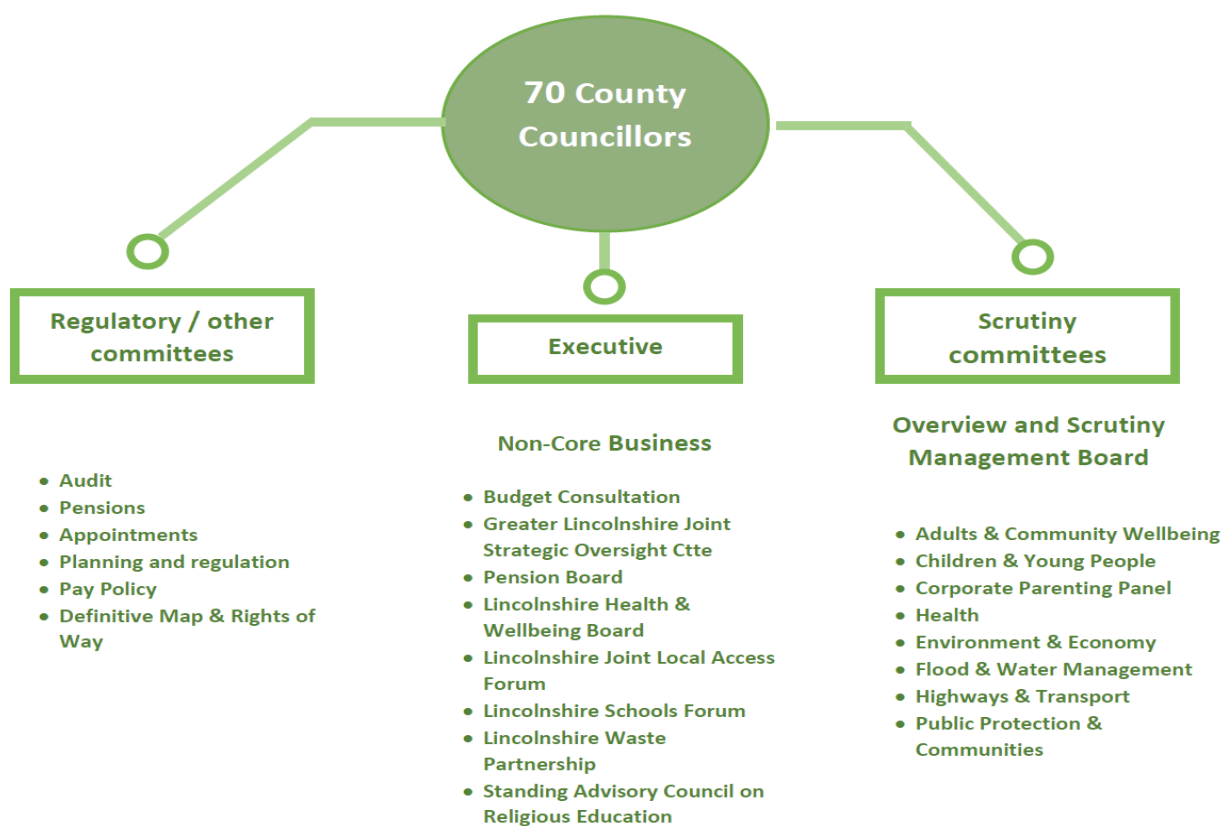 70 County
Councillors
Regulatory / other
committees
• Audit
• Pensions
• Appointments
• Planning and regulation
• Pay Policy
• Definitive Map & Rights of
Way
Executive
Non-Core Business
• Budget Consultation
• Greater Lincolnshire Joint
Strategic Oversight Ctte
• Pension Board
• Lincolnshire Health &
Wellbeing Board
• Lincolnshire Joint Local Access
Forum
• Lincolnshire Schools Forum
• Lincolnshire Waste
Partnership
• Standing Advisory Council on
Religious Education
Scrutiny
committees
Overview and Scrutiny
Management Board
• Adults & Community Wellbeing
• Children & Young People
• Corporate Parenting Panel
• Health
• Environment & Economy
• Flood & Water Management
• Highways & Transport
• Public Protection &
Communities